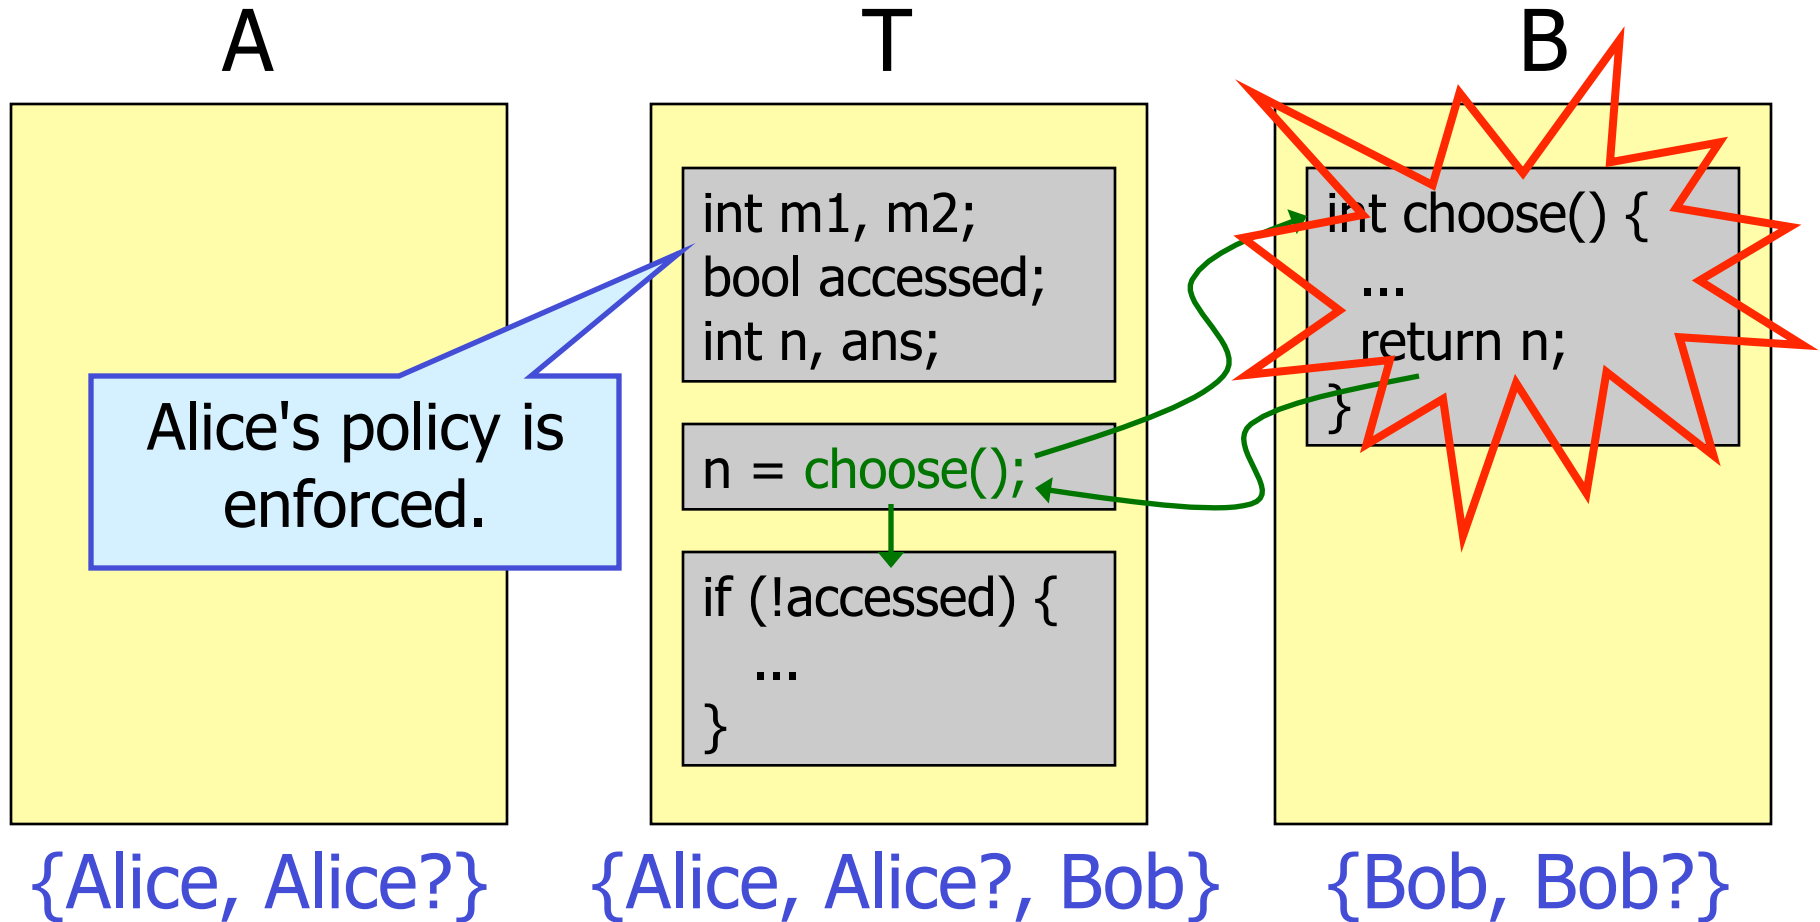 A
T
B
int m1, m2;
bool accessed;
int n, ans;
int choose() {
...
return n;
}
Alice's policy is
enforced.
n = choose();
if (!accessed) {
...
}
{Alice, Alice?}
{Alice, Alice?, Bob}
{Bob, Bob?}